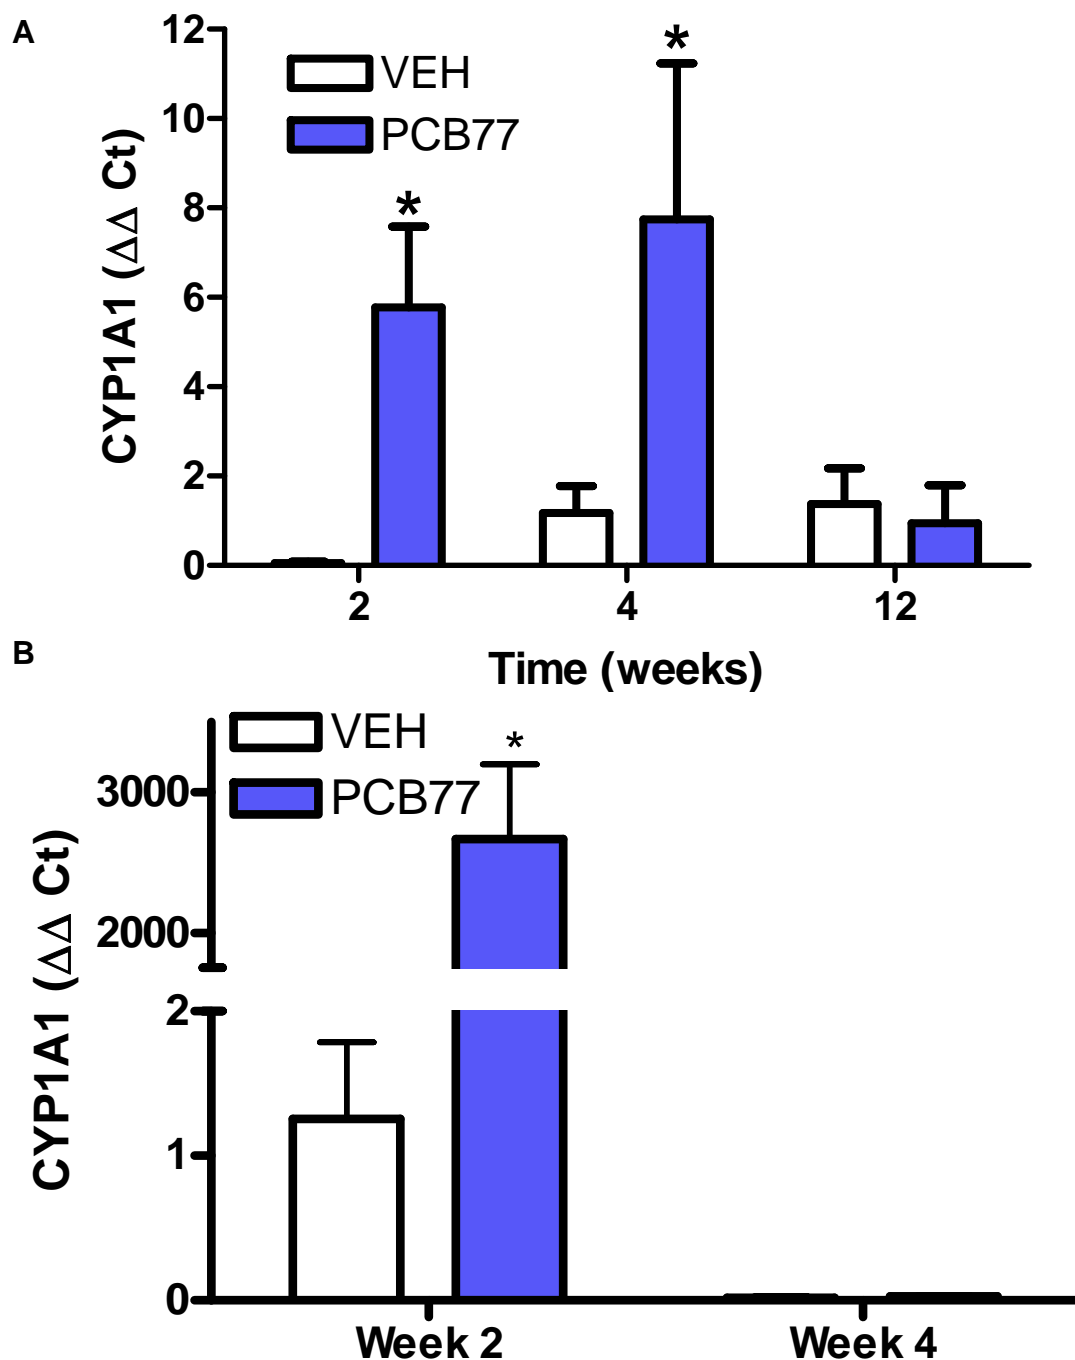 A
12
10
8
6
4
2
0
CYP1A1 (ΔΔ Ct)
VEH
PCB77
*
*
2 4 12
Time (weeks)
B
3000
2000
2
1
0
CYP1A1 (ΔΔ Ct)
VEH
PCB77
*
Week 2 Week 4